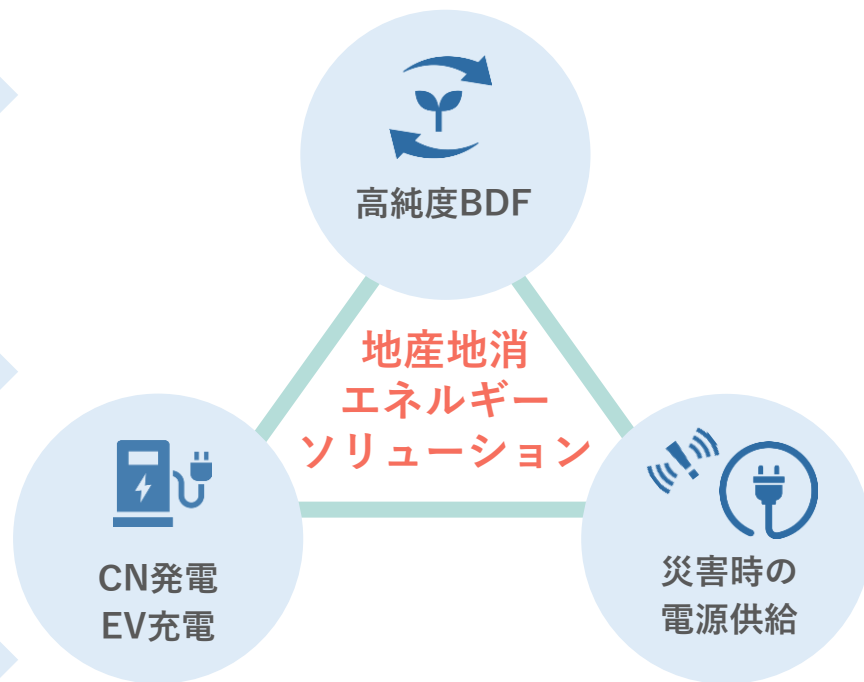 高純度BDF
地産地消
エネルギー
ソリューション
CN発電
EV充電
災害時の
電源供給